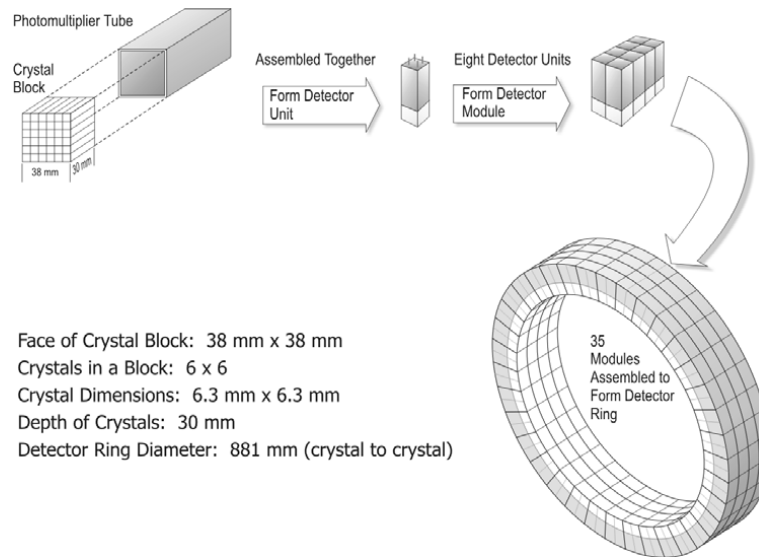 Photomultiplier Tube
Crystal
Block
38 mm
30 mm
Assembled Together
Form Detector
Unit
Eight Detector Units
Form Detector
Module
35
Modules
Assembled to
Form Detector
Ring
Face of Crystal Block: 38 mm x 38 mm
Crystals in a Block: 6 x 6
Crystal Dimensions: 6.3 mm x 6.3 mm
Depth of Crystals: 30 mm
Detector Ring Diameter: 881 mm (crystal to crystal)